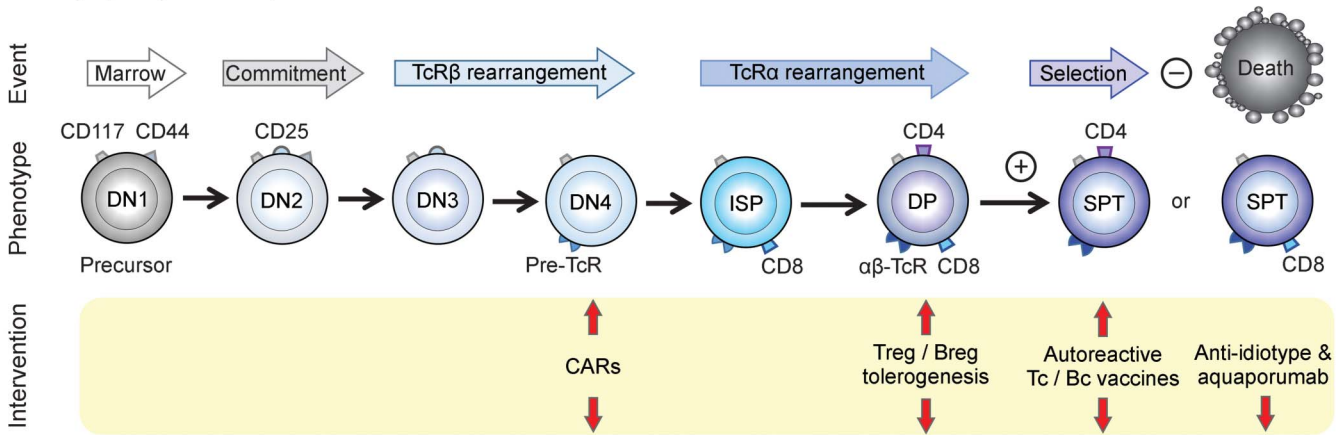 Event
Marrow
Commitment
TcRβ rearrangement
TcRα rearrangement
Selection
−
Death
Phenotype
CD117 CD44
CD25
CD4
CD4
DN1
DN2
DN3
DN4
ISP
DP
+
SPT
or
SPT
Precursor
Pre-TcR
CD8
αβ-TcR CD8
CD8
Intervention
CARs
Treg / Breg
tolerogenesis
Autoreactive
Tc / Bc vaccines
Anti-idiotype &
aquaporumab